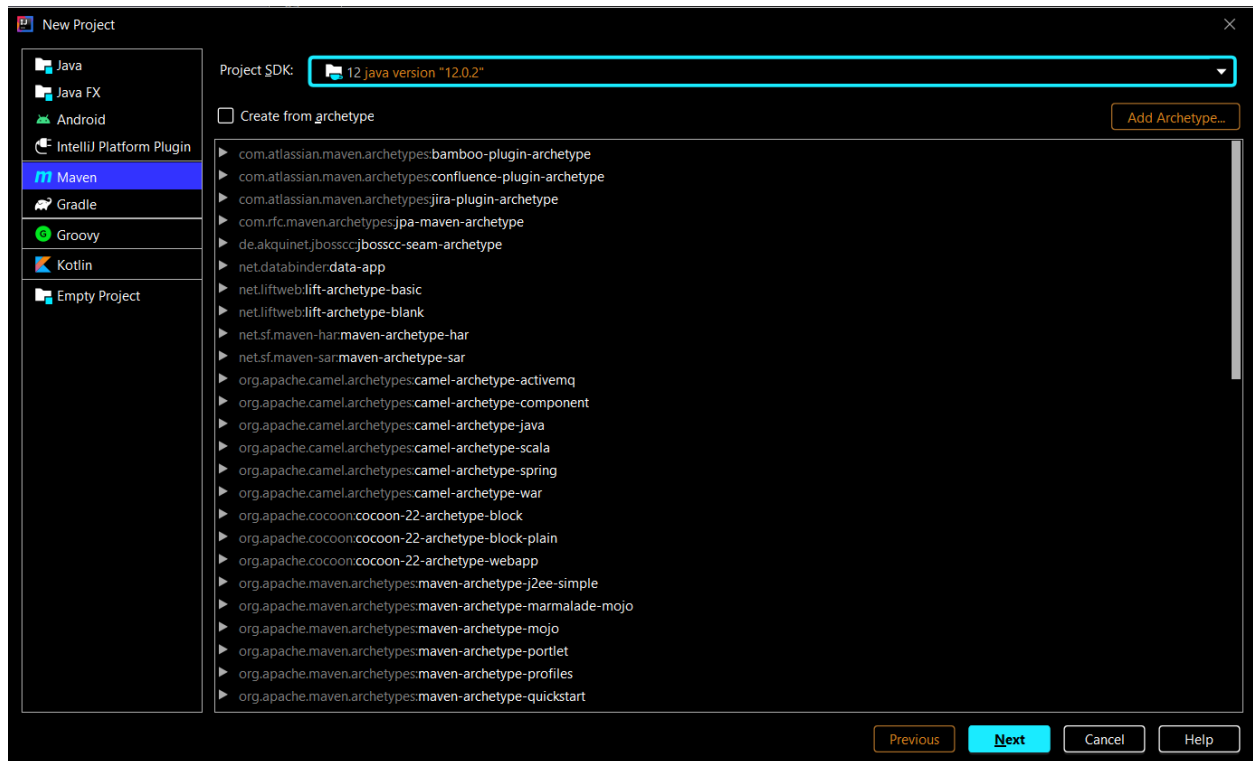 New Project
Java
Java FX
Android
IntelliJ Platform Plugin
Maven
Gradle
Groovy
Kotlin
Empty Project
Project SDK: 12 java version "12.0.2"
Create from archetype
Add Archetype...
com.atlassian.maven.archetypes:bamboo-plugin-archetype
com.atlassian.maven.archetypes:confluence-plugin-archetype
com.atlassian.maven.archetypes:jira-plugin-archetype
com.rfc.maven.archetypes:jpa-maven-archetype
de.akquinet.jbosscc:jbosscc-seam-archetype
net.databinder:data-app
net.liftweb:lift-archetype-basic
net.liftweb:lift-archetype-blank
net.sf.maven-har:maven-archetype-har
net.sf.maven-sar:maven-archetype-sar
org.apache.camel.archetypes:camel-archetype-activemq
org.apache.camel.archetypes:camel-archetype-component
org.apache.camel.archetypes:camel-archetype-java
org.apache.camel.archetypes:camel-archetype-scala
org.apache.camel.archetypes:camel-archetype-spring
org.apache.camel.archetypes:camel-archetype-war
org.apache.cocoon:cocoon-22-archetype-block
org.apache.cocoon:cocoon-22-archetype-block-plain
org.apache.cocoon:cocoon-22-archetype-webapp
org.apache.maven.archetypes:maven-archetype-j2ee-simple
org.apache.maven.archetypes:maven-archetype-marmalade-mojo
org.apache.maven.archetypes:maven-archetype-mojo
org.apache.maven.archetypes:maven-archetype-portlet
org.apache.maven.archetypes:maven-archetype-profiles
org.apache.maven.archetypes:maven-archetype-quickstart
Previous
Next
Cancel
Help